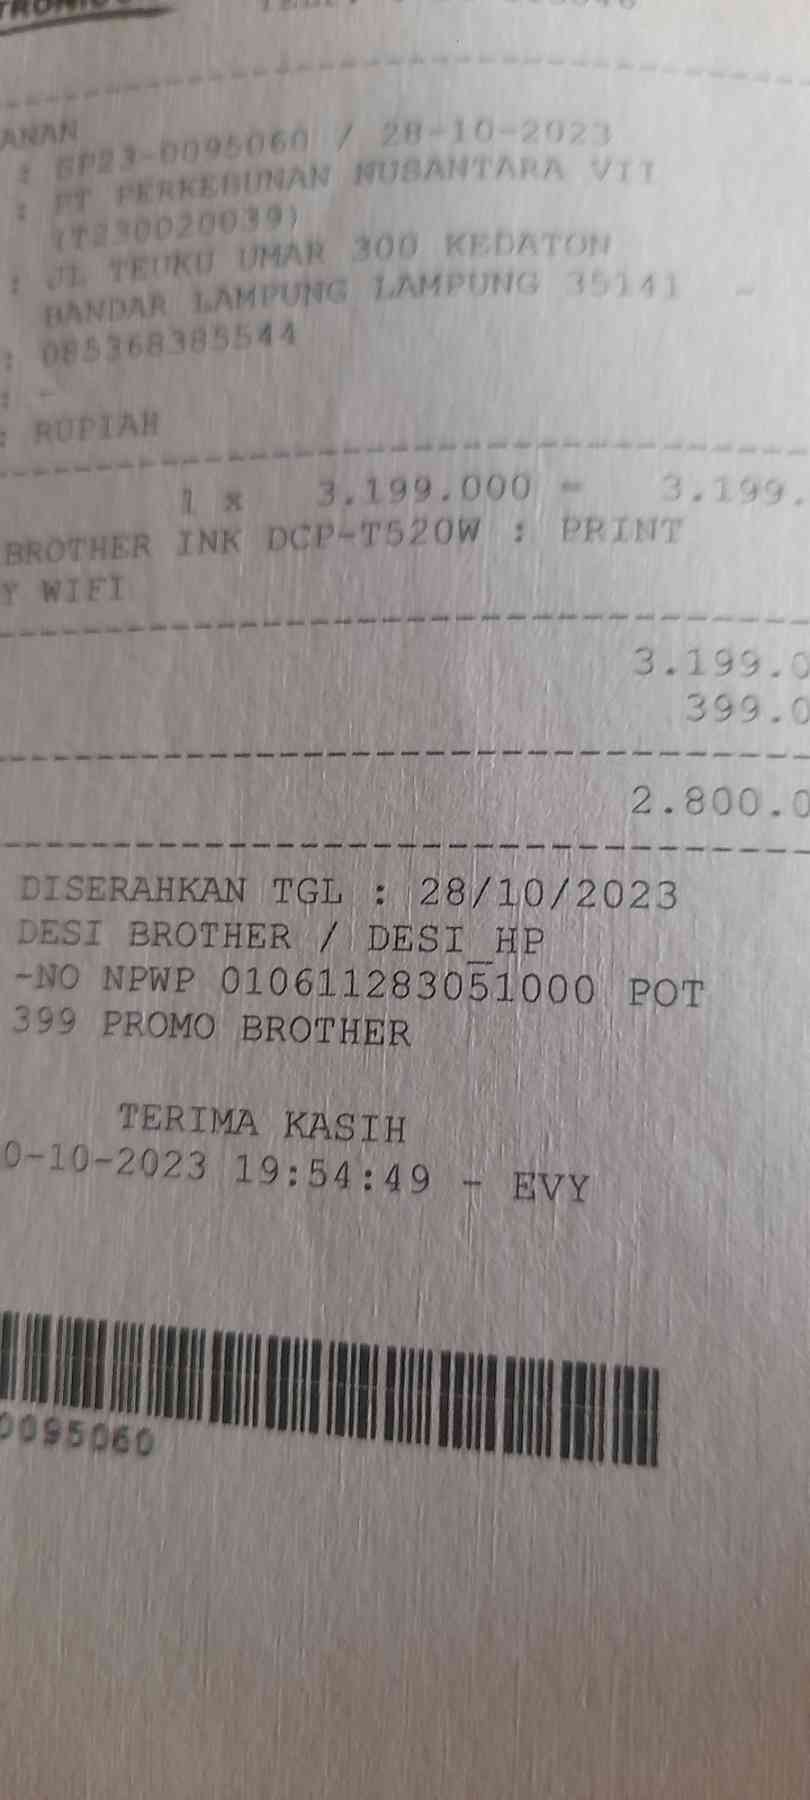 ANAN
: SP23-0095060 / 28-10-2023
: PT PERKEBUNAN NUSANTARA VII
(T230020039)
: JL TEUKU UMAR 300 KEDATON
BANDAR LAMPUNG LAMPUNG 35141 -
: 085368385544
: -
: RUPIAH
1 x 3.199.000 = 3.199.
BROTHER INK DCP-T520W : PRINT
Y WIFI
3.199.0
399.0
2.800.0
DISERAHKAN TGL : 28/10/2023
DESI BROTHER / DESI_HP
-NO NPWP 010611283051000 POT
399 PROMO BROTHER
TERIMA KASIH
0-10-2023 19:54:49 - EVY
0095060